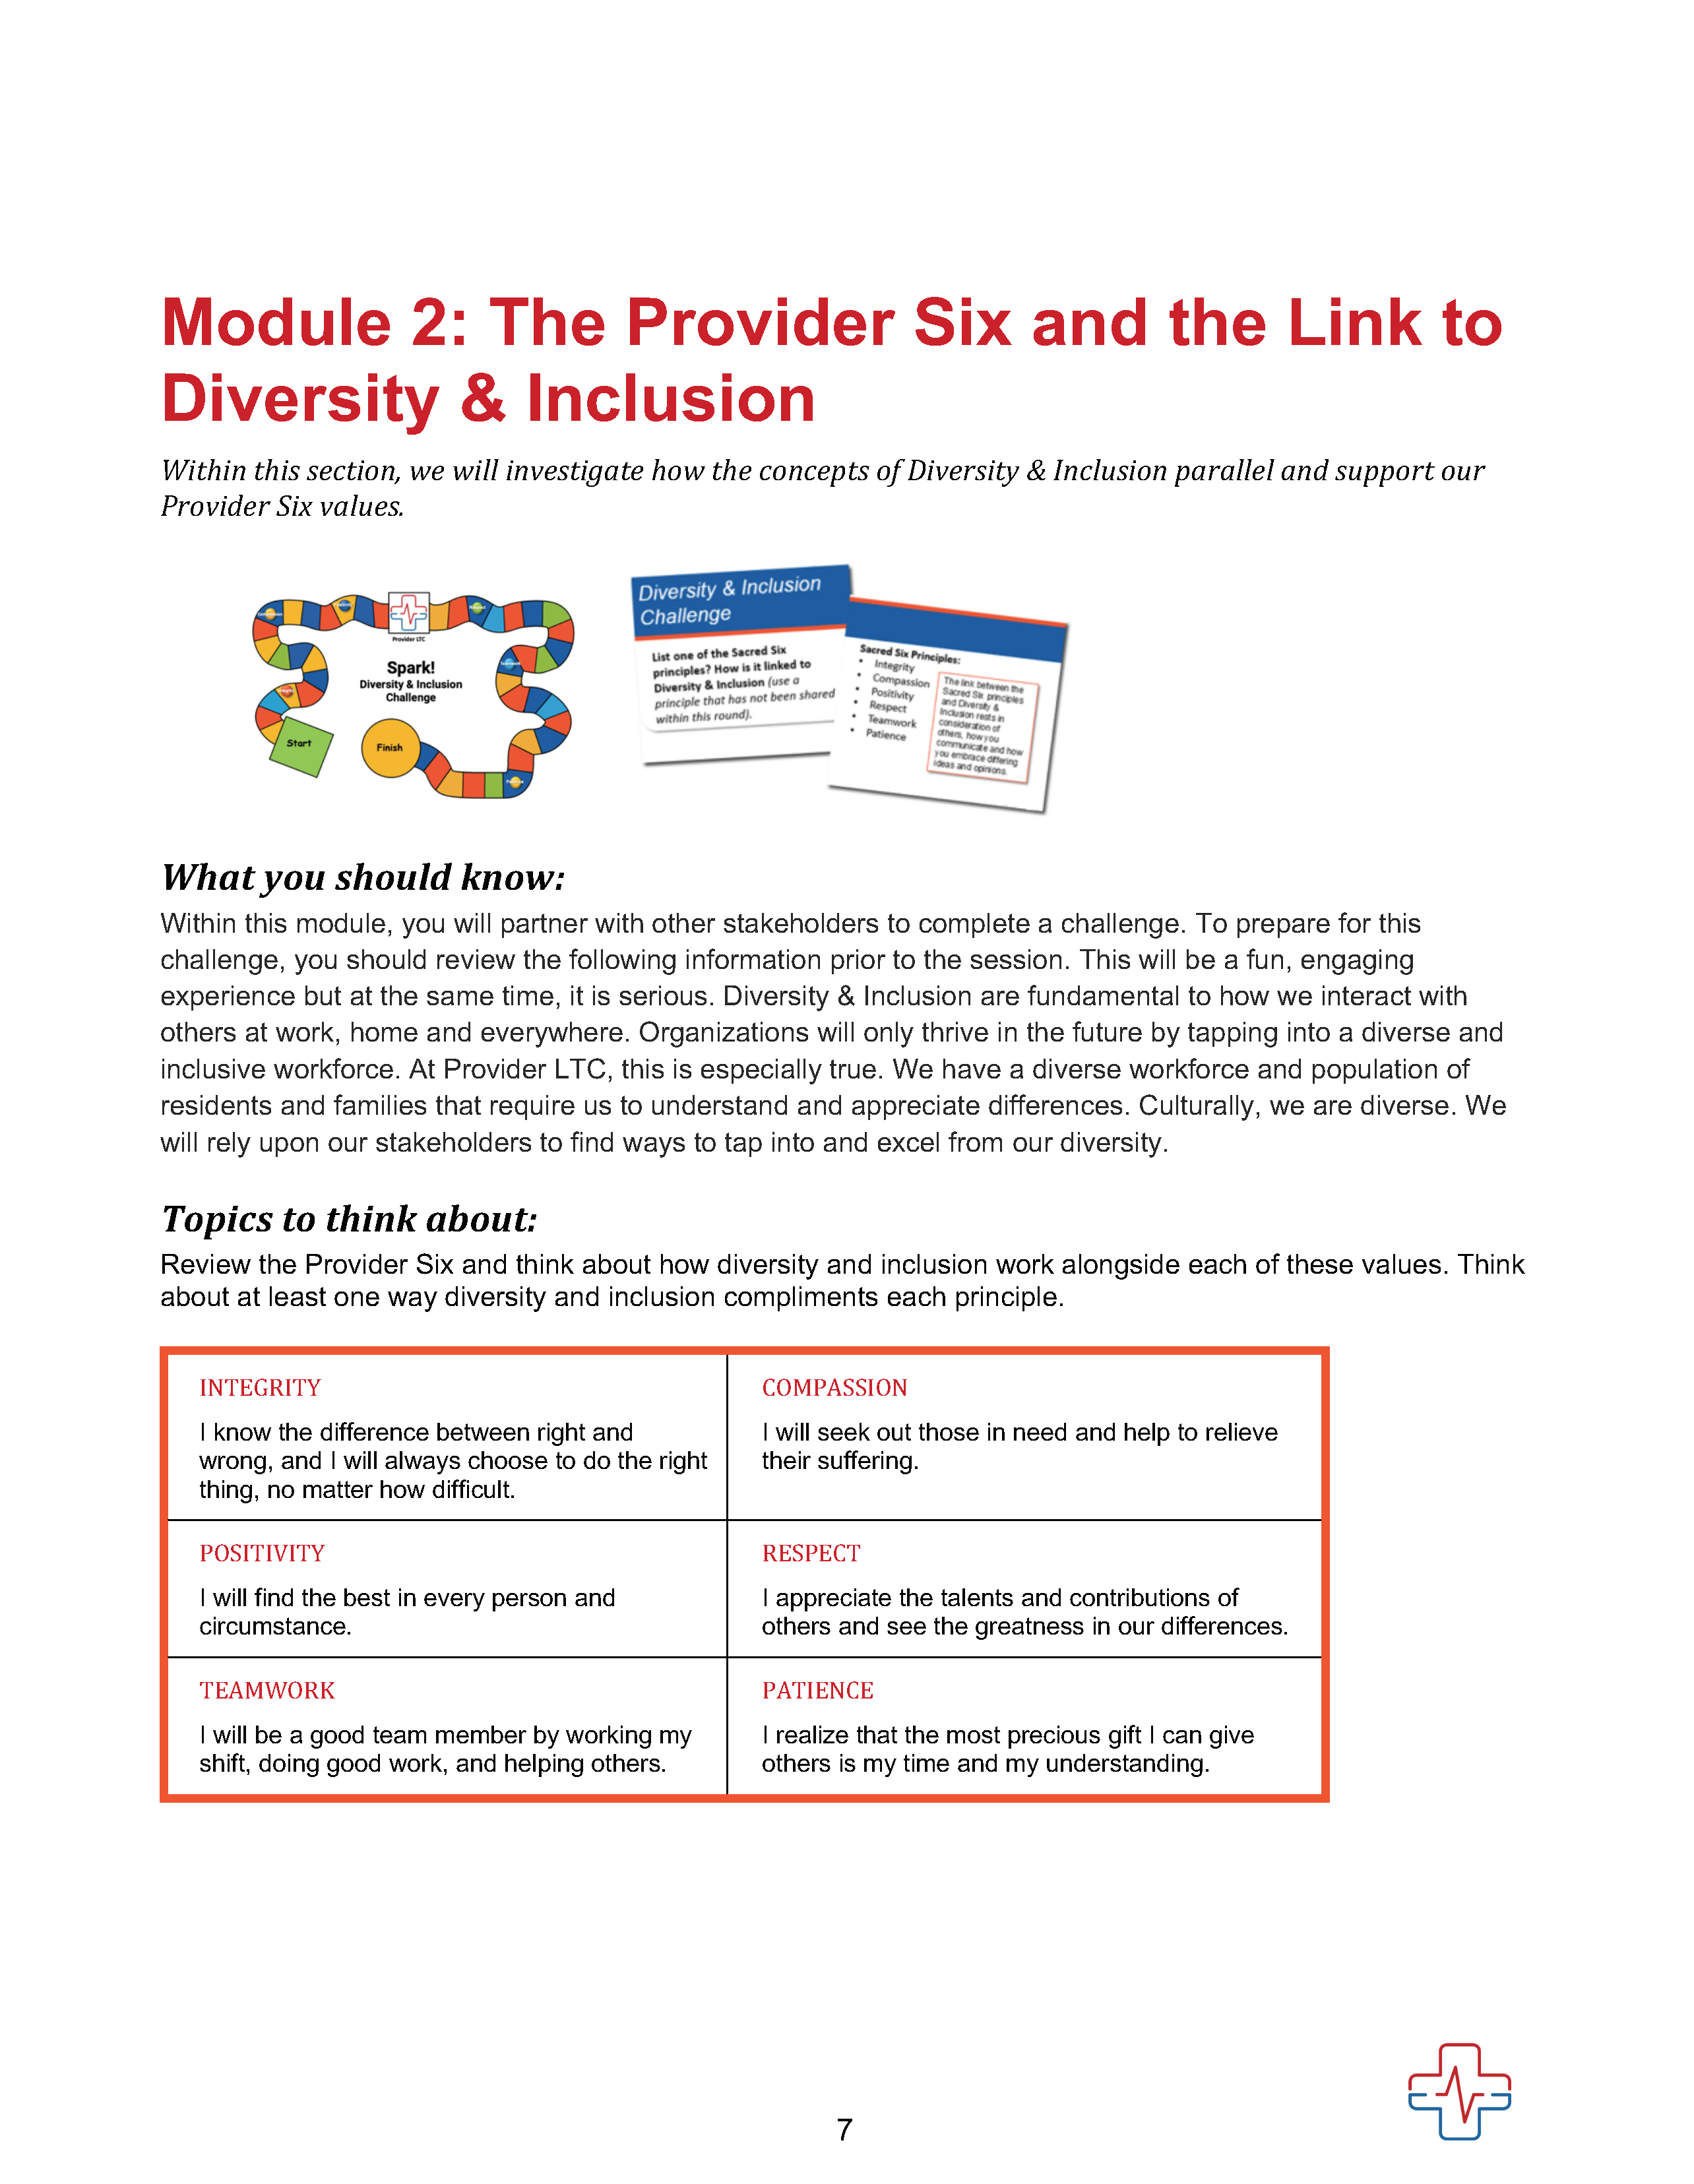 Module 2: The Provider Six and the Link to
Diversity & Inclusion
Within this section, we will investigate how the concepts of Diversity & Inclusion parallel and support our
Provider Six values.
Provider LTC
Spark!
Diversity & Inclusion
Challenge
Start
Finish
Diversity & Inclusion
Challenge
List one of the Sacred Six
principles? How is it linked to
Diversity & Inclusion (use a
principle that has not been shared
within this round).
Sacred Six Principles:
• Integrity
• Compassion
• Positivity
• Respect
• Teamwork
• Patience
The link between the
Sacred Six principles
and Diversity &
Inclusion rests in
consideration of
others, how you
communicate and how
you embrace differing
ideas and opinions.
What you should know:
Within this module, you will partner with other stakeholders to complete a challenge. To prepare for this
challenge, you should review the following information prior to the session. This will be a fun, engaging
experience but at the same time, it is serious. Diversity & Inclusion are fundamental to how we interact with
others at work, home and everywhere. Organizations will only thrive in the future by tapping into a diverse and
inclusive workforce. At Provider LTC, this is especially true. We have a diverse workforce and population of
residents and families that require us to understand and appreciate differences. Culturally, we are diverse. We
will rely upon our stakeholders to find ways to tap into and excel from our diversity.
Topics to think about:
Review the Provider Six and think about how diversity and inclusion work alongside each of these values. Think
about at least one way diversity and inclusion compliments each principle.
INTEGRITY
I know the difference between right and
wrong, and I will always choose to do the right
thing, no matter how difficult.
COMPASSION
I will seek out those in need and help to relieve
their suffering.
POSITIVITY
I will find the best in every person and
circumstance.
RESPECT
I appreciate the talents and contributions of
others and see the greatness in our differences.
TEAMWORK
I will be a good team member by working my
shift, doing good work, and helping others.
PATIENCE
I realize that the most precious gift I can give
others is my time and my understanding.
7